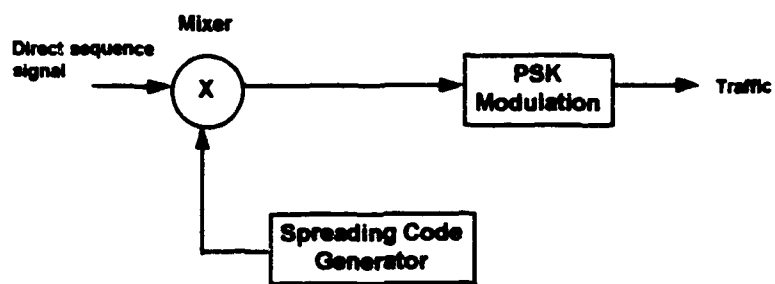 Mixer
Direct sequence
signal
X
PSK
Modulation
Traffic
Spreading Code
Generator